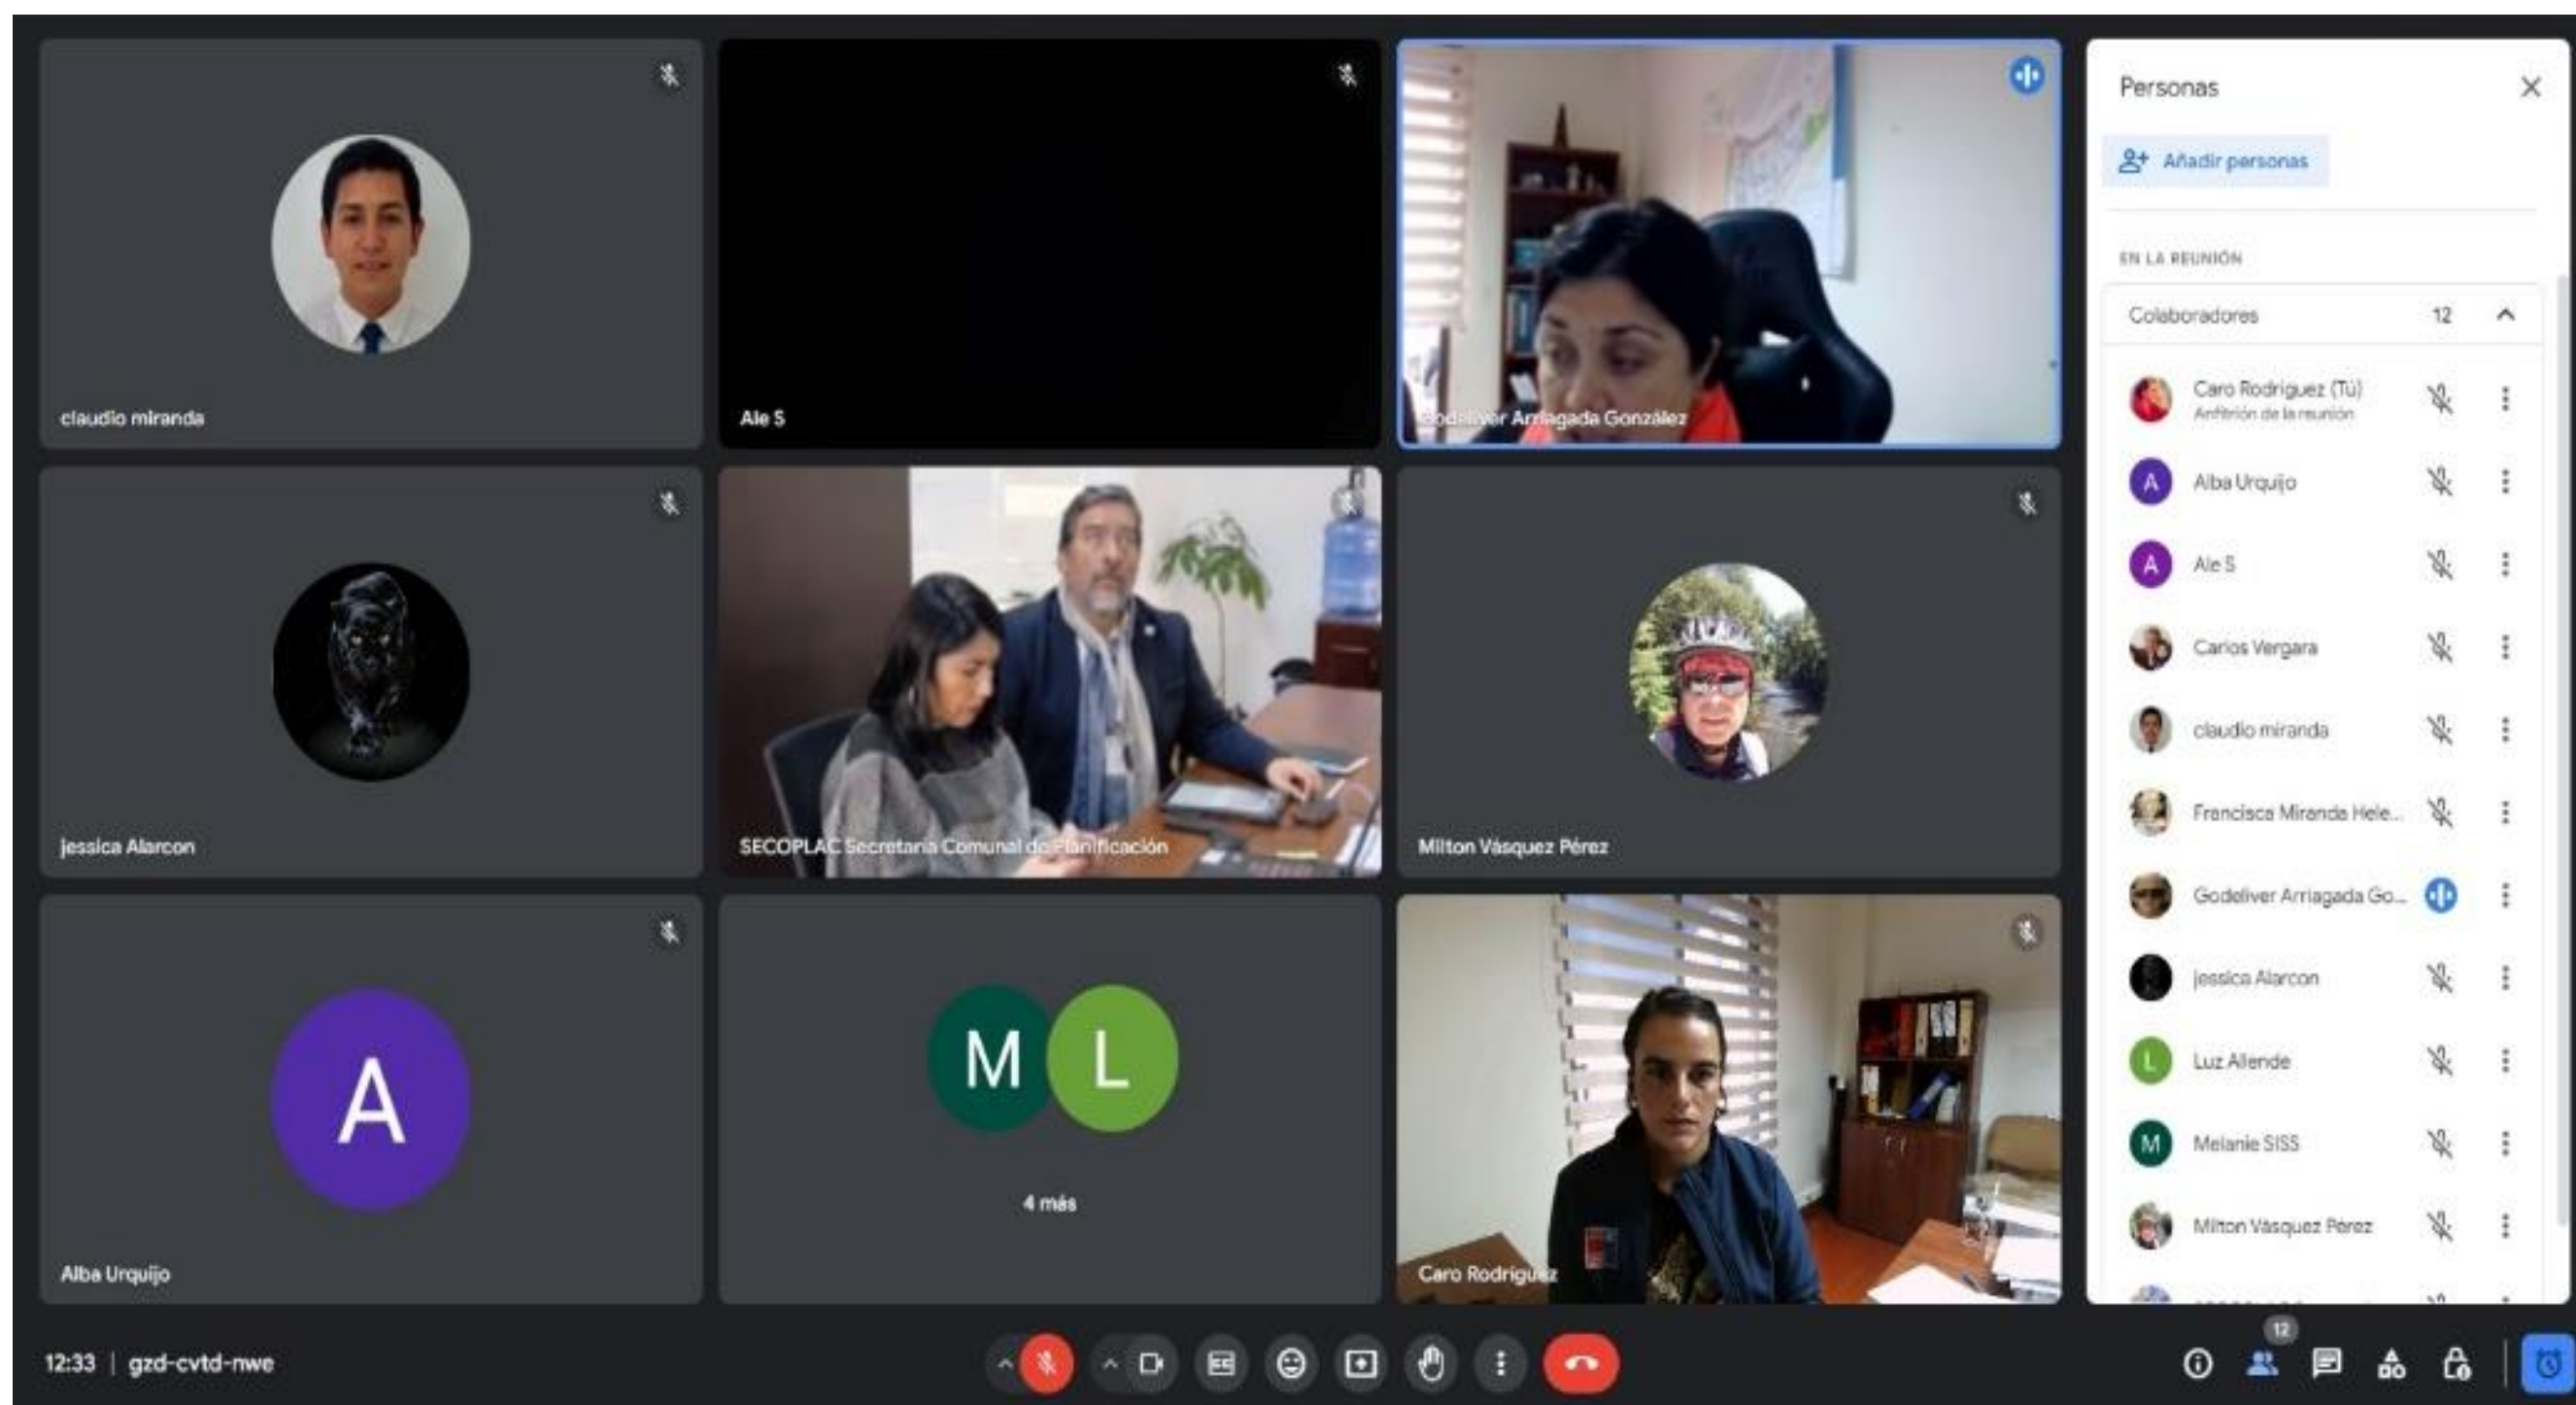 claudio miranda
Ale S
Godeliver Arriagada González
jessica Alarcon
SECOPLAC Secretaría Comunal de Planificación
Milton Vásquez Pérez
A
Alba Urquijo
M L
4 más
Caro Rodriguez
12:33 | gzd-cvtd-nwe
Personas
Añadir personas
EN LA REUNIÓN
Colaboradores 12
Caro Rodriguez (Tú)
Anfitrión de la reunión
A Alba Urquijo
A Ale S
Carlos Vergara
claudio miranda
Francisca Miranda Hele...
Godeliver Arriagada Go...
jessica Alarcon
L Luz Allende
M Melanie SISS
Milton Vásquez Pérez
12